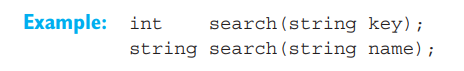 Example: int search(string key);
string search(string name);